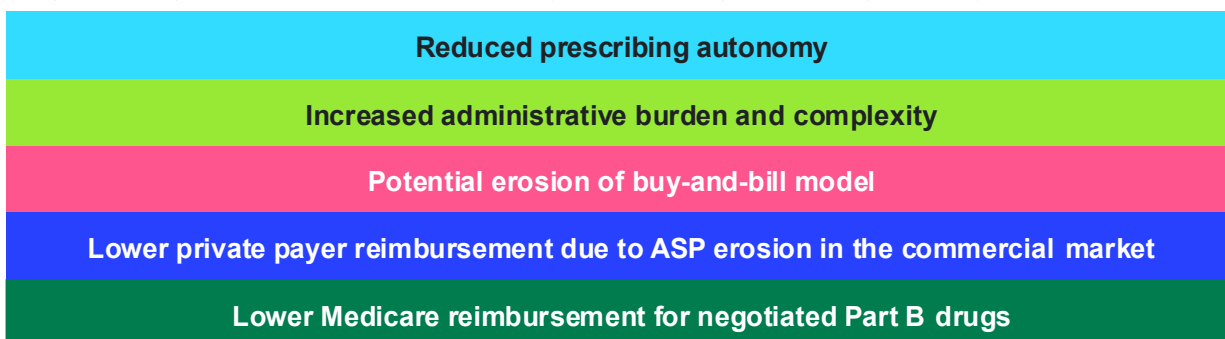 Reduced prescribing autonomy
Increased administrative burden and complexity
Potential erosion of buy-and-bill model
Lower private payer reimbursement due to ASP erosion in the commercial market
Lower Medicare reimbursement for negotiated Part B drugs